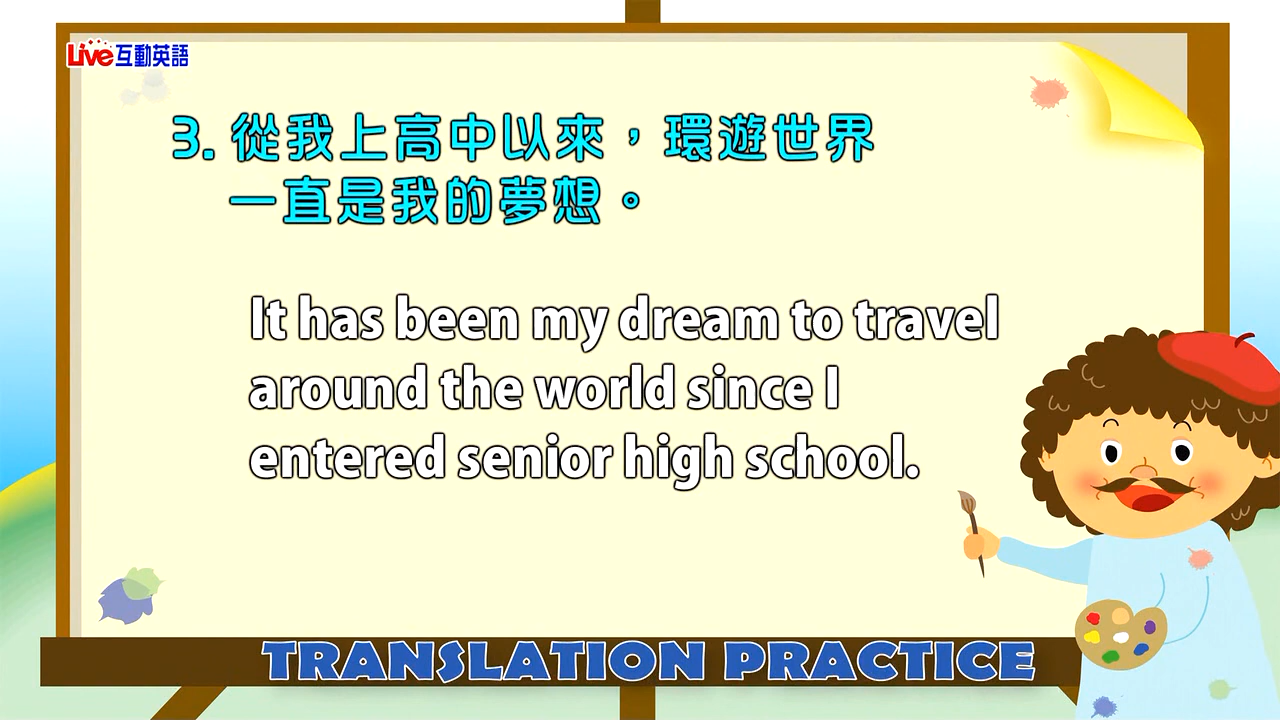 Live互動英語
3. 從我上高中以來，環遊世界
一直是我的夢想。
It has been my dream to travel
around the world since I
entered senior high school.
TRANSLATION PRACTICE